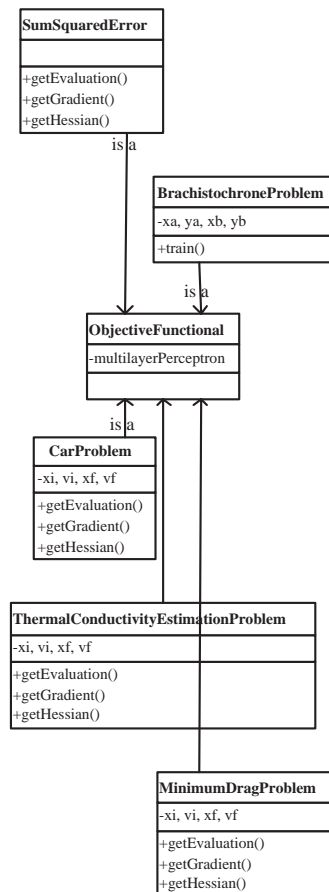 SumSquaredError
+getEvaluation()
+getGradient()
+getHessian()
is a
BrachistochroneProblem
-xa, ya, xb, yb
+train()
is a
ObjectiveFunctional
-multilayerPerceptron
is a
CarProblem
-xi, vi, xf, vf
+getEvaluation()
+getGradient()
+getHessian()
ThermalConductivityEstimationProblem
-xi, vi, xf, vf
+getEvaluation()
+getGradient()
+getHessian()
MinimumDragProblem
-xi, vi, xf, vf
+getEvaluation()
+getGradient()
+getHessian()